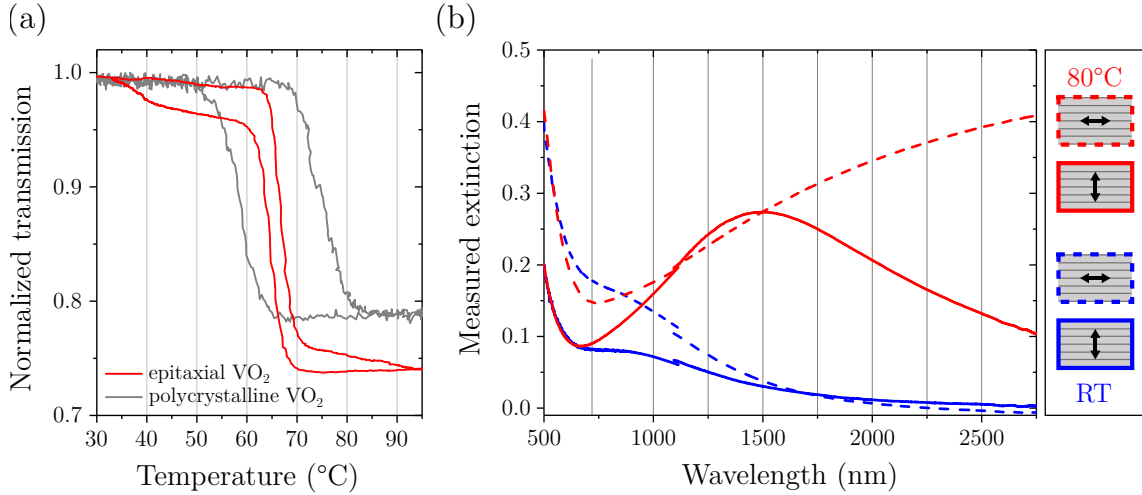 (a)
(b)
Normalized transmission
1.0
0.9
0.8
0.7
30
40
50
60
70
80
90
Temperature (°C)
epitaxial VO₂
polycrystalline VO₂
Measured extinction
0.5
0.4
0.3
0.2
0.1
0.0
500
1000
1500
2000
2500
Wavelength (nm)
80°C
RT